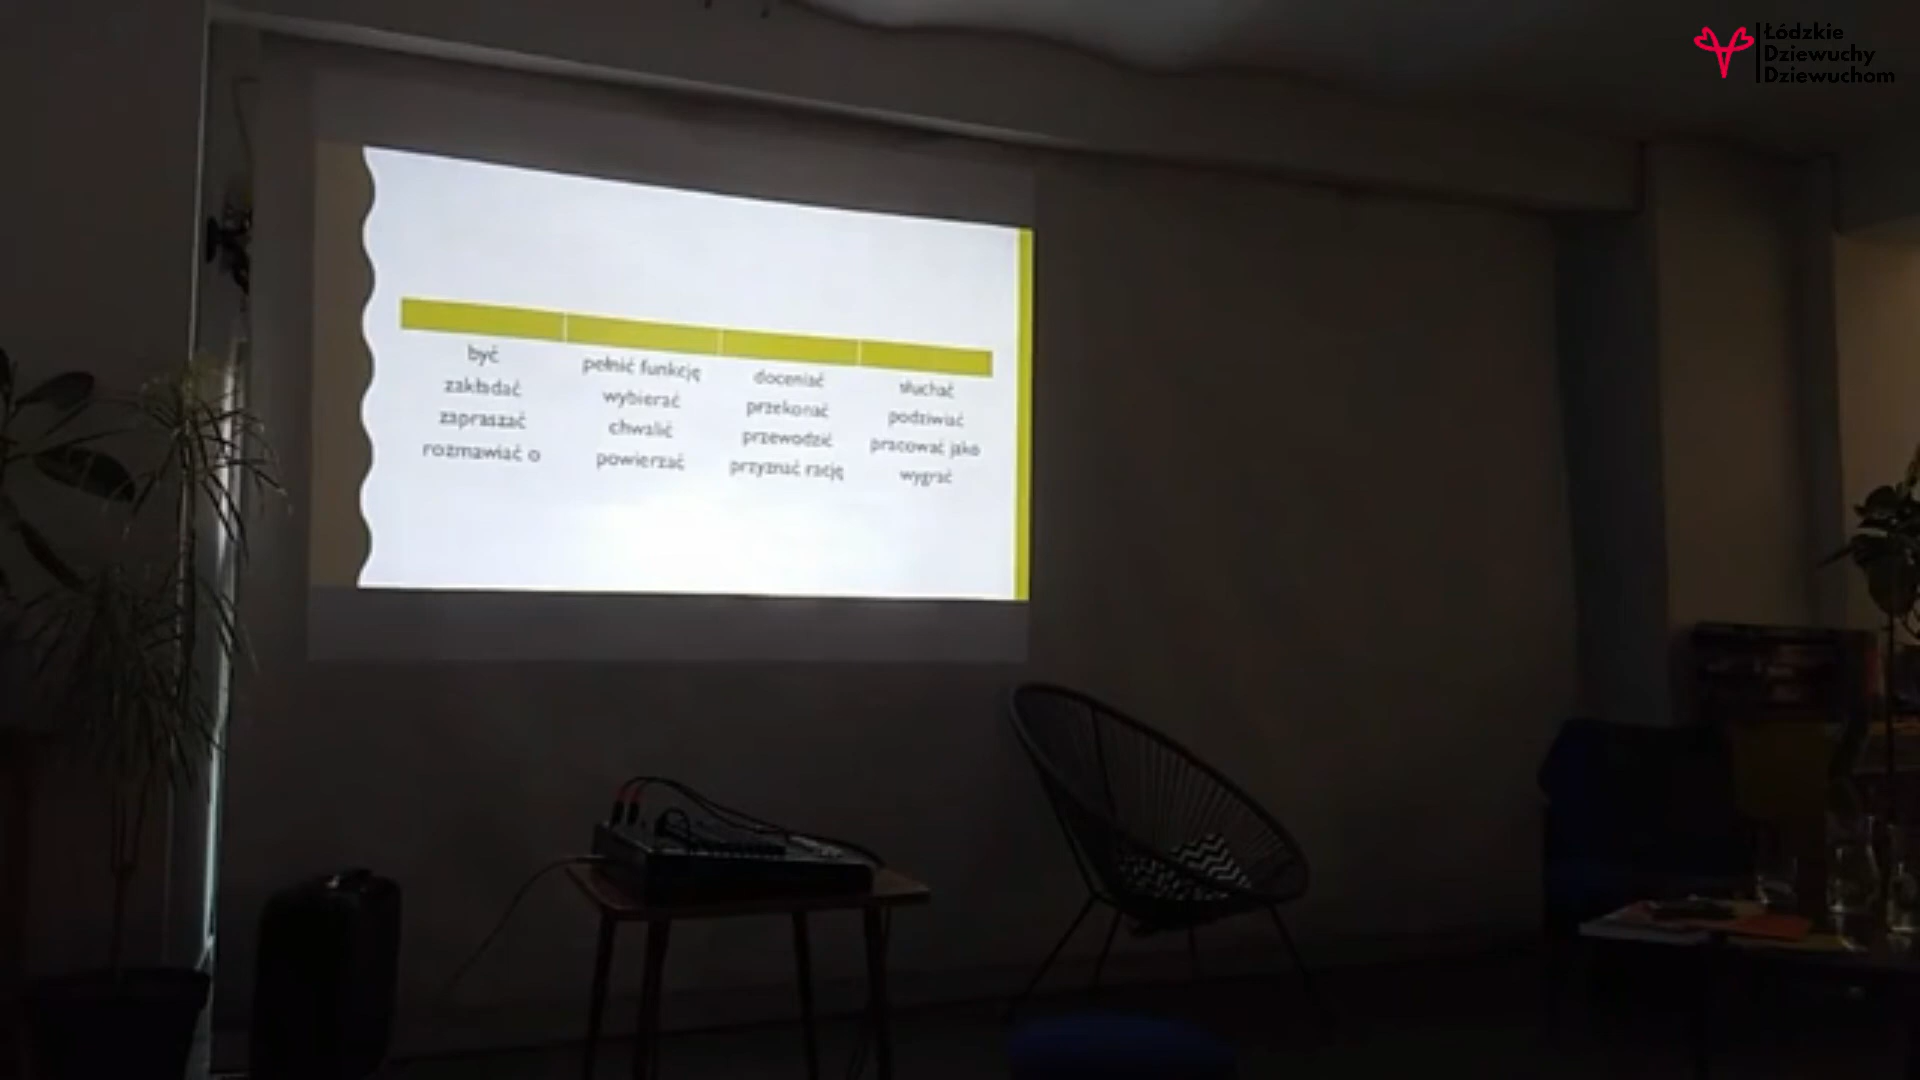 Łódzkie
Dziewuchy
Dziewuchom
być pełnić funkcję doceniać słuchać
zakładać wybierać przekonać podziwiać
zapraszać chwalić przewodzić pracować jako
rozmawiać o powierzać przyznać rację wygrać